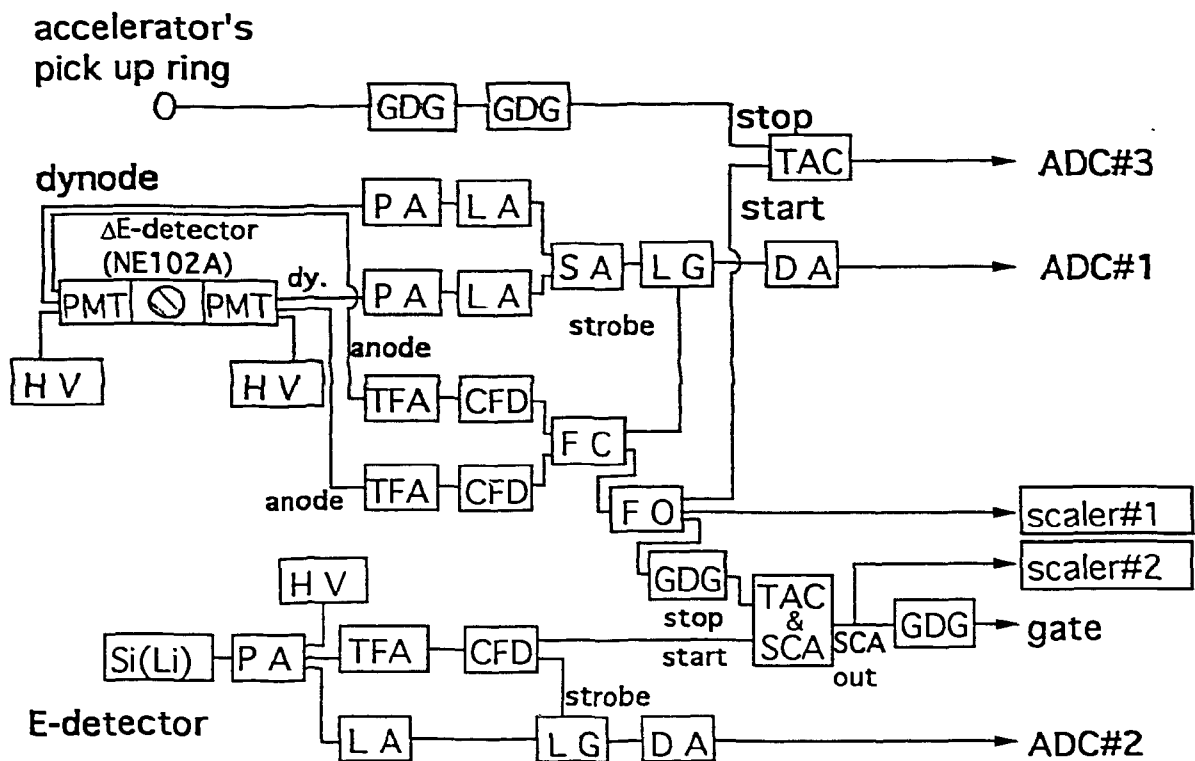 accelerator's
pick up ring
GDG GDG
stop
TAC
ADC#3
dynode
start
P A L A
ΔE-detector
(NE102A)
S A L G D A
ADC#1
dy.
PMT PMT
P A L A
strobe
anode
H V H V
TFA CFD
F C
anode
TFA CFD
F O
scaler#1
scaler#2
H V
GDG
TAC
&
SCA
stop
SCA
out
GDG
gate
Si(Li) P A TFA CFD
start
strobe
E-detector
L A L G D A
ADC#2